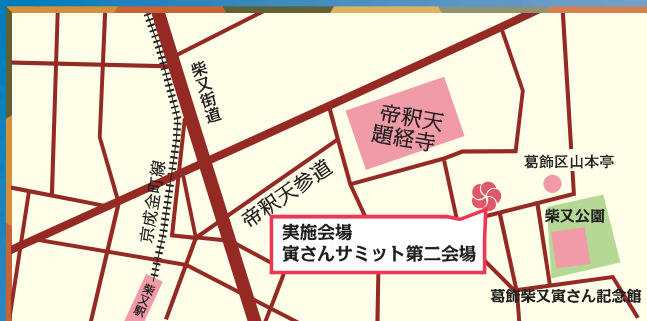 柴又街道
帝釈天
題経寺
葛飾区山本亭
京成金町線
帝釈天参道
柴又公園
実施会場
寅さんサミット第二会場
柴又駅
葛飾柴又寅さん記念館